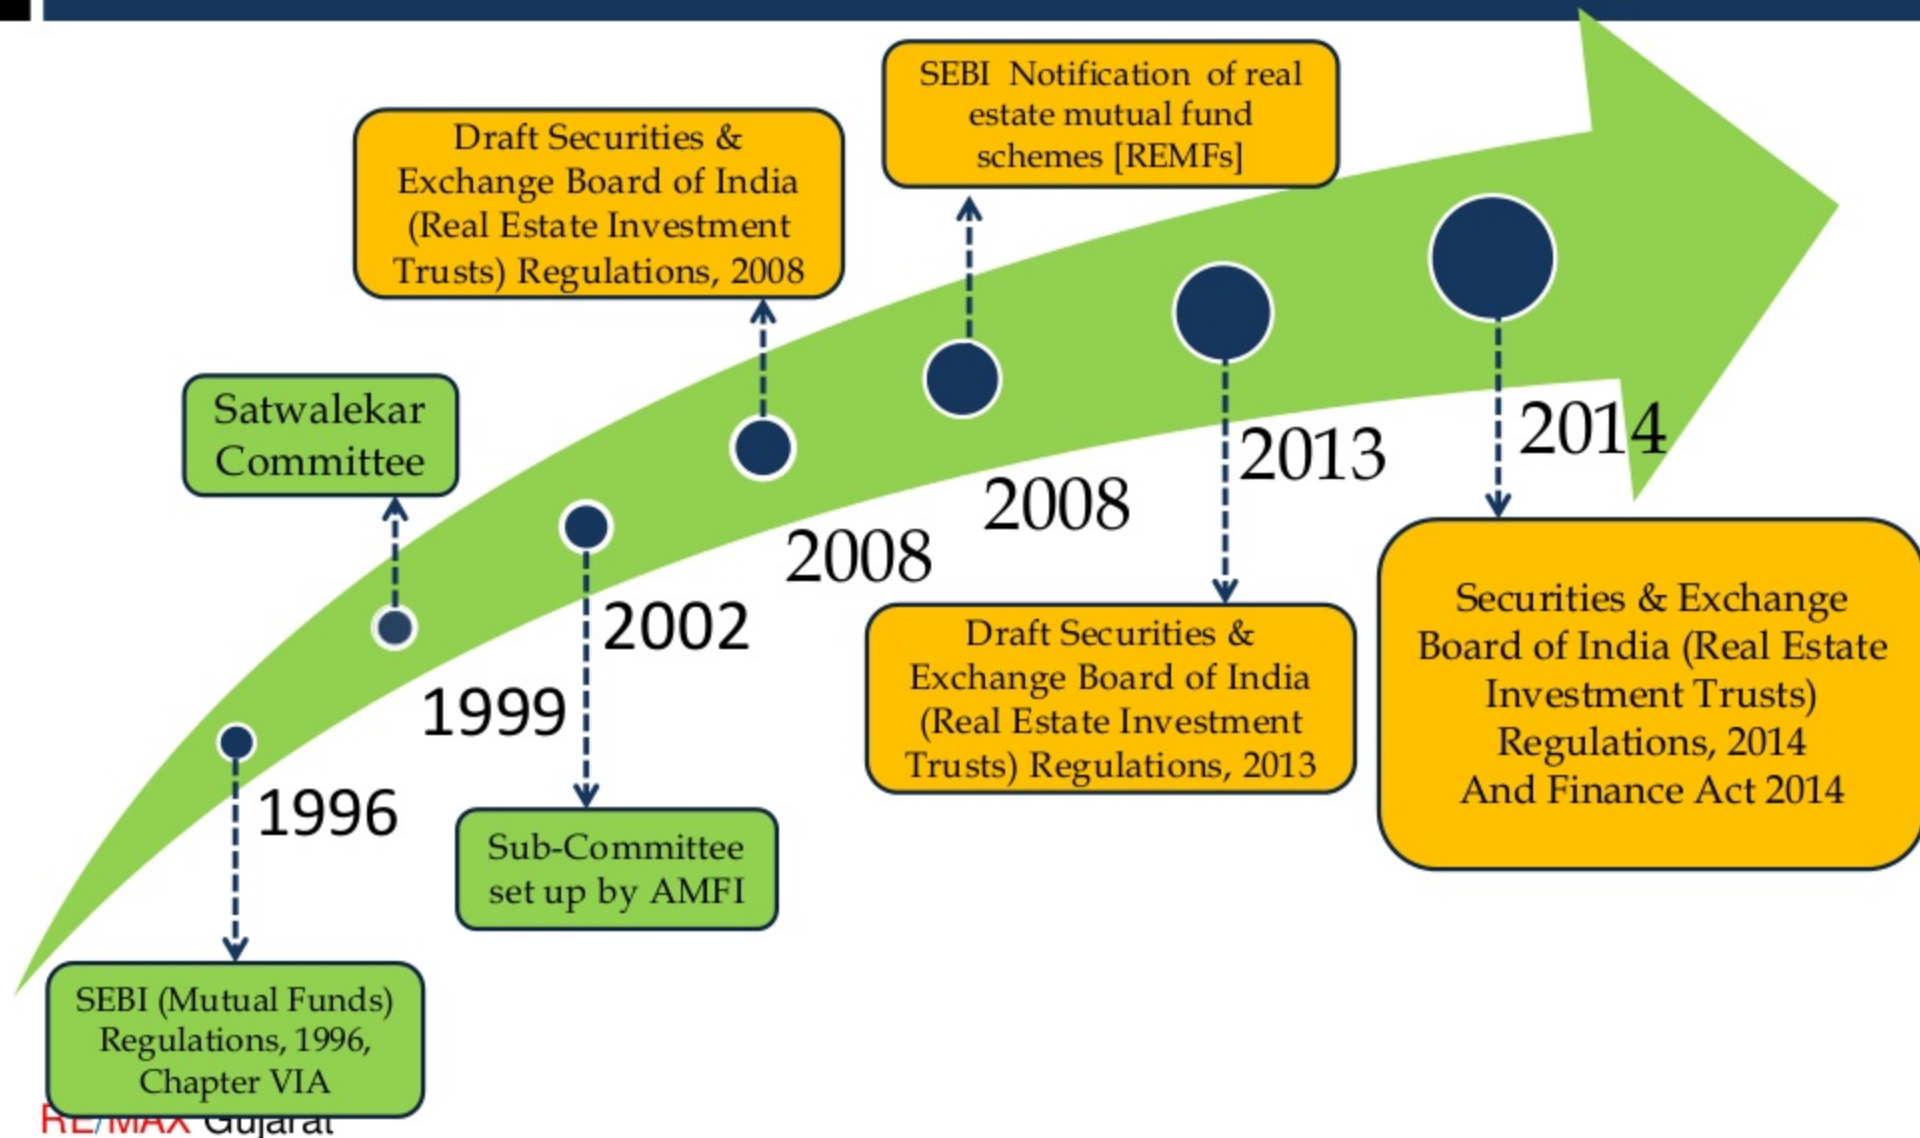 SEBI Notification of real
estate mutual fund
schemes [REMFs]
Draft Securities &
Exchange Board of India
(Real Estate Investment
Trusts) Regulations, 2008
Satwalekar
Committee
2014
2013
2008
2008
2002
1999
1996
Draft Securities &
Exchange Board of India
(Real Estate Investment
Trusts) Regulations, 2013
Securities & Exchange
Board of India (Real Estate
Investment Trusts)
Regulations, 2014
And Finance Act 2014
Sub-Committee
set up by AMFI
SEBI (Mutual Funds)
Regulations, 1996,
Chapter VIA
RE/MAX Gujarat